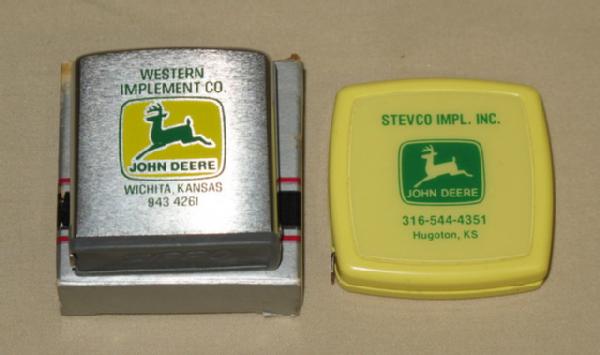 WESTERN
IMPLEMENT CO.
JOHN DEERE
WICHITA, KANSAS
943 4261
STEVCO IMPL. INC.
JOHN DEERE
316-544-4351
Hugoton, KS